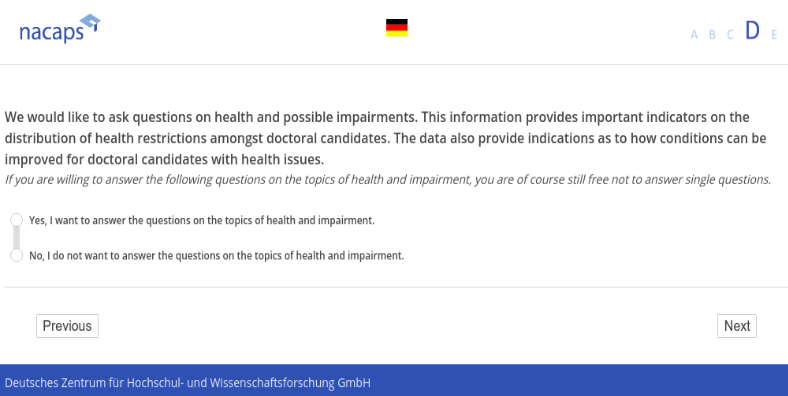 nacaps
A B C D E
We would like to ask questions on health and possible impairments. This information provides important indicators on the
distribution of health restrictions amongst doctoral candidates. The data also provide indications as to how conditions can be
improved for doctoral candidates with health issues.
If you are willing to answer the following questions on the topics of health and impairment, you are of course still free not to answer single questions.
Yes, I want to answer the questions on the topics of health and impairment.
No, I do not want to answer the questions on the topics of health and impairment.
Previous
Next
Deutsches Zentrum für Hochschul- und Wissenschaftsforschung GmbH